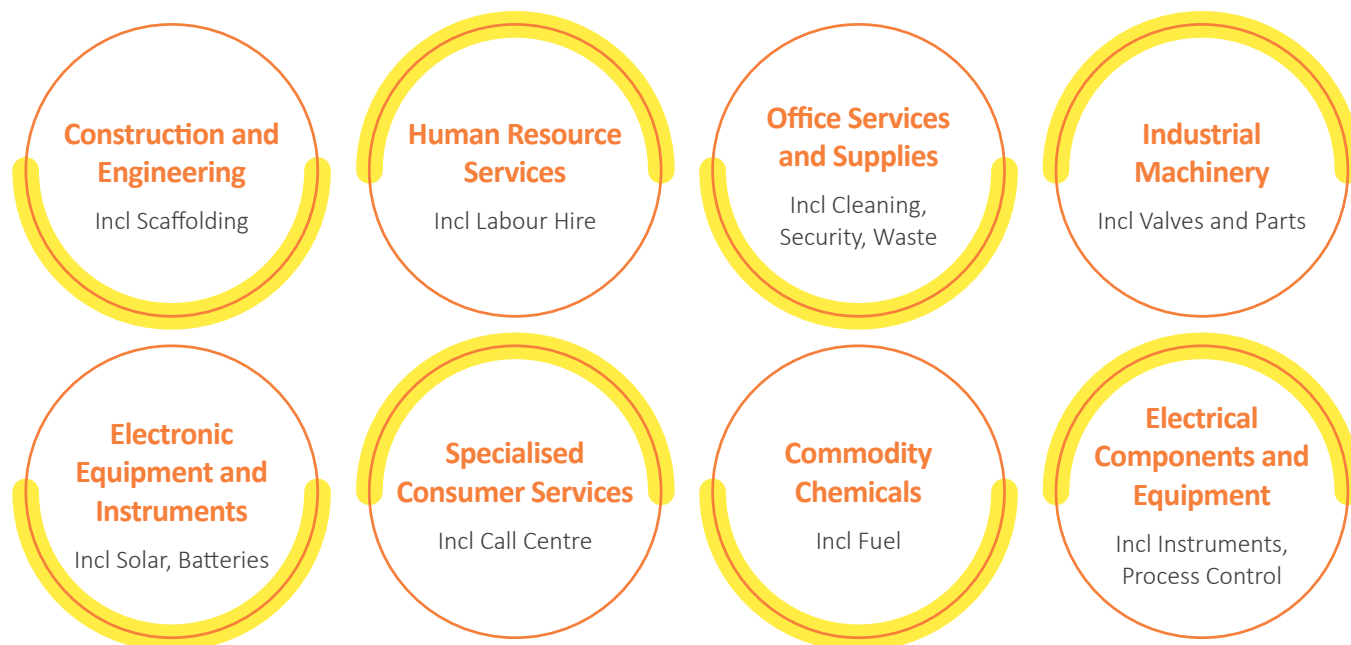 Construction and
Engineering
Incl Scaffolding
Human Resource
Services
Incl Labour Hire
Office Services
and Supplies
Incl Cleaning,
Security, Waste
Industrial
Machinery
Incl Valves and Parts
Electronic
Equipment and
Instruments
Incl Solar, Batteries
Specialised
Consumer Services
Incl Call Centre
Commodity
Chemicals
Incl Fuel
Electrical
Components and
Equipment
Incl Instruments,
Process Control